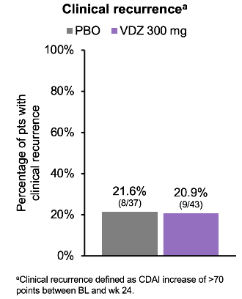 Clinical recurrenceᵃ
PBO VDZ 300 mg
Percentage of pts with
clinical recurrence
100%
80%
60%
40%
20%
0%
21.6%
(8/37)
20.9%
(9/43)
ᵃClinical recurrence defined as CDAI increase of >70
points between BL and wk 24.